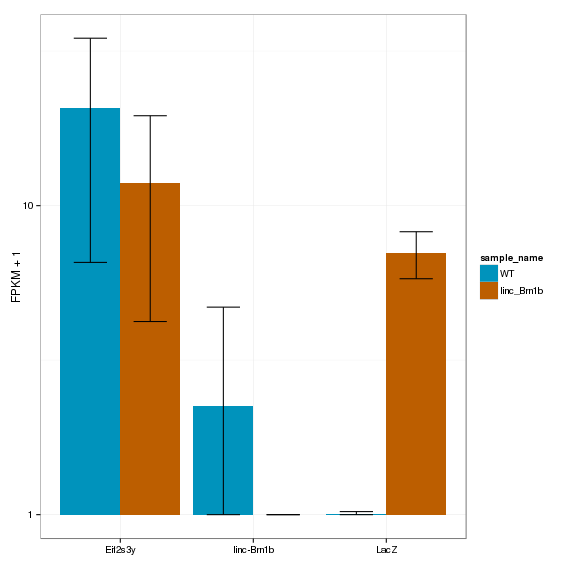 FPKM + 1
10
1
Eif2s3y
linc-Brn1b
LacZ
sample_name
WT
linc_Brn1b